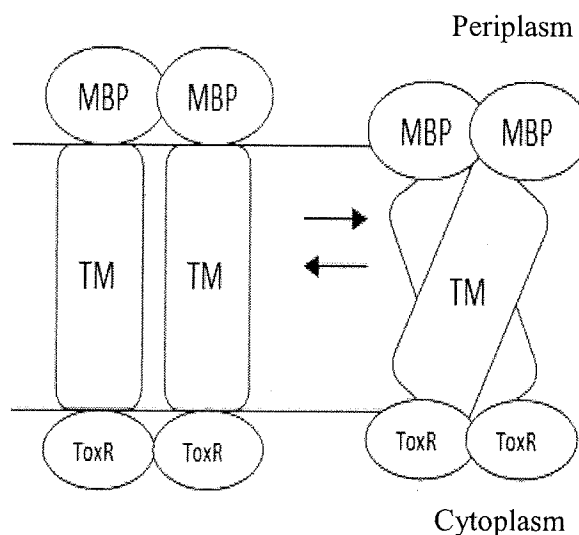 Periplasm
MBP MBP
MBP MBP
TM TM
TM
ToxR ToxR
ToxR ToxR
Cytoplasm